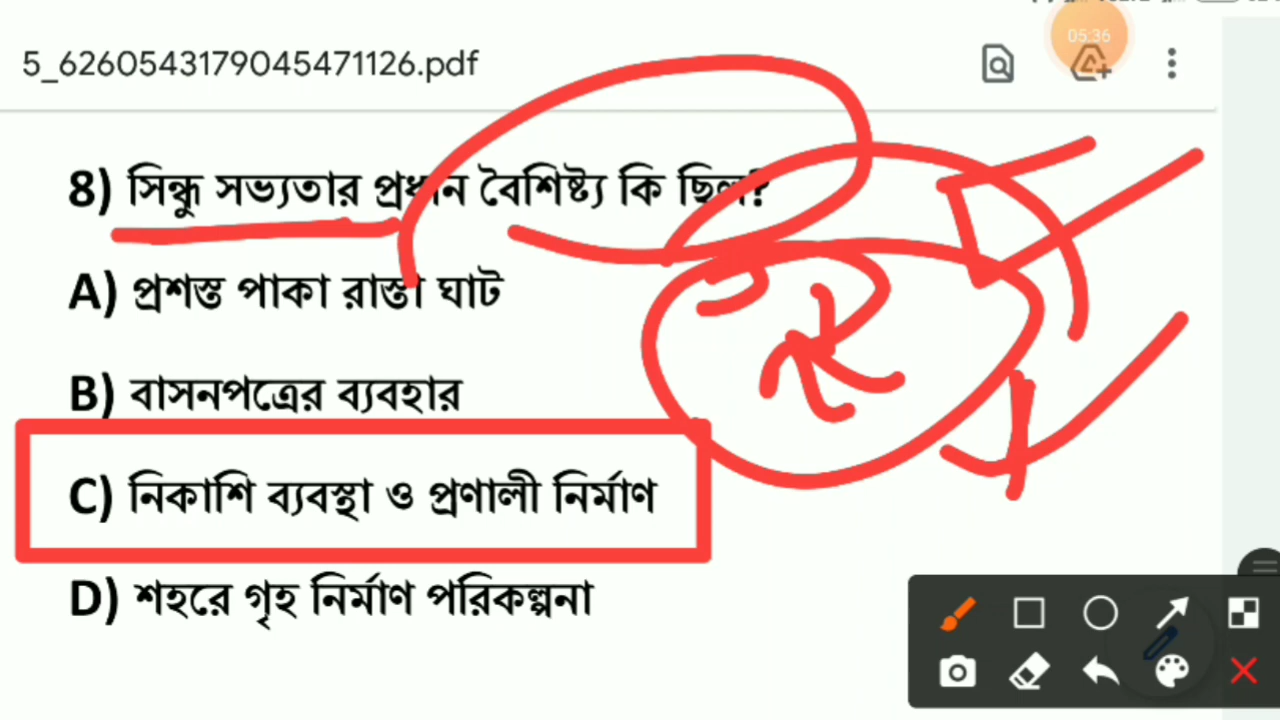 05:36
5_6260543179045471126.pdf
8) সিন্ধু সভ্যতার প্রধান বৈশিষ্ট্য কি ছিল?
A) প্রশস্ত পাকা রাস্তা ঘাট
B) বাসনপত্রের ব্যবহার
C) নিকাশি ব্যবস্থা ও প্রণালী নির্মাণ
D) শহরে গৃহ নির্মাণ পরিকল্পনা